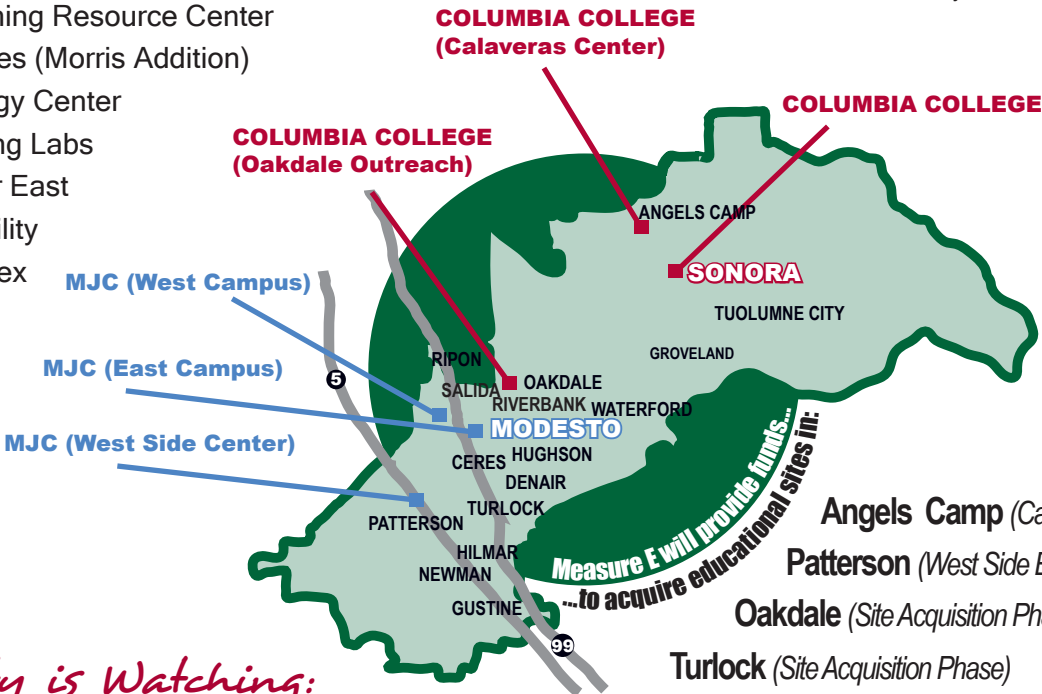 ning Resource Center
es (Morris Addition)
gy Center
ng Labs
r East
lity
ex
COLUMBIA COLLEGE
(Calaveras Center)
COLUMBIA COLLEGE
COLUMBIA COLLEGE
(Oakdale Outreach)
MJC (West Campus)
MJC (East Campus)
MJC (West Side Center)
ANGELS CAMP
SONORA
TUOLUMNE CITY
GROVELAND
RIPON
5
SALIDA
OAKDALE
RIVERBANK
WATERFORD
MODESTO
CERES
HUGHSON
DENAIR
TURLOCK
PATTERSON
HILMAR
NEWMAN
GUSTINE
99
Measure E will provide funds...
...to acquire educational sites in:
Angels Camp (Ca
Patterson (West Side E
Oakdale (Site Acquisition Pha
Turlock (Site Acquisition Phase)
y is Watching: